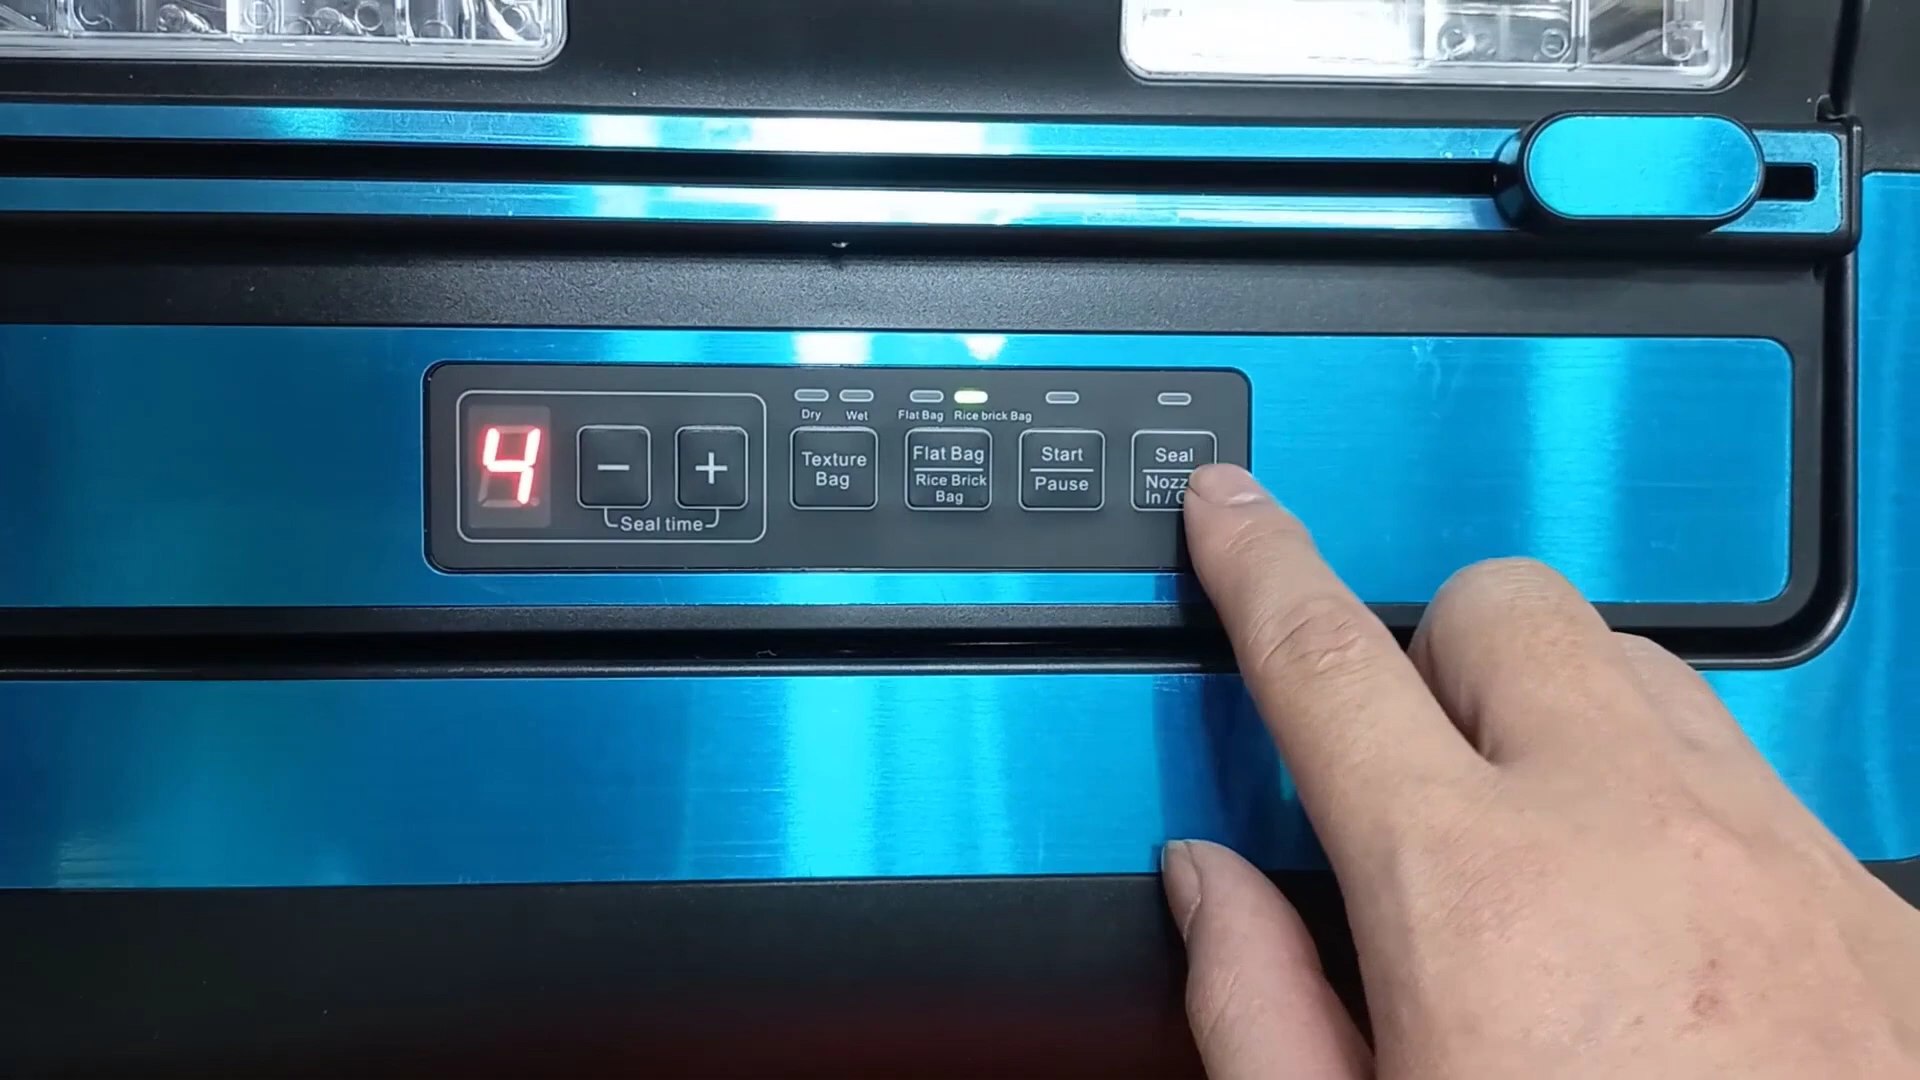 4
−
+
Seal time
Dry
Wet
Texture
Bag
Flat Bag
Rice brick Bag
Flat Bag
Rice Brick
Bag
Start
Pause
Seal
In /